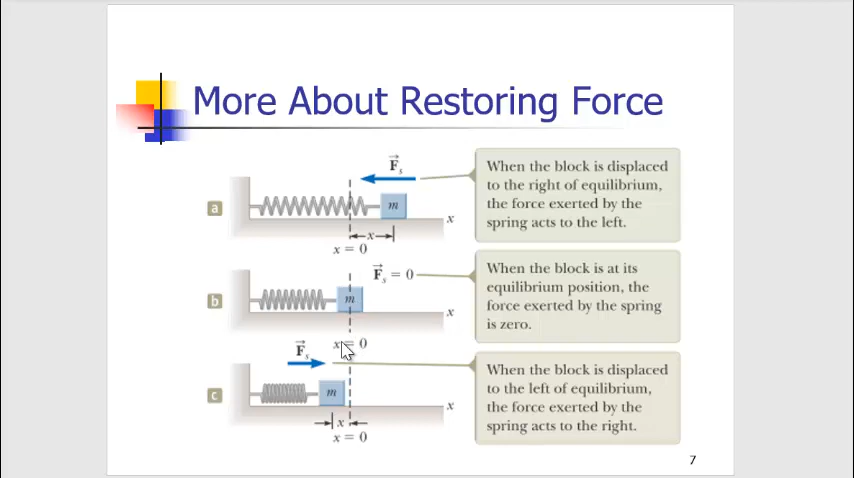 More About Restoring Force
F⃗s
When the block is displaced
to the right of equilibrium,
the force exerted by the
spring acts to the left.
a
m
x
x
x = 0
F⃗s = 0
When the block is at its
equilibrium position, the
force exerted by the spring
is zero.
b
m
x
x = 0
F⃗s
When the block is displaced
to the left of equilibrium,
the force exerted by the
spring acts to the right.
c
m
x
x
x = 0
7